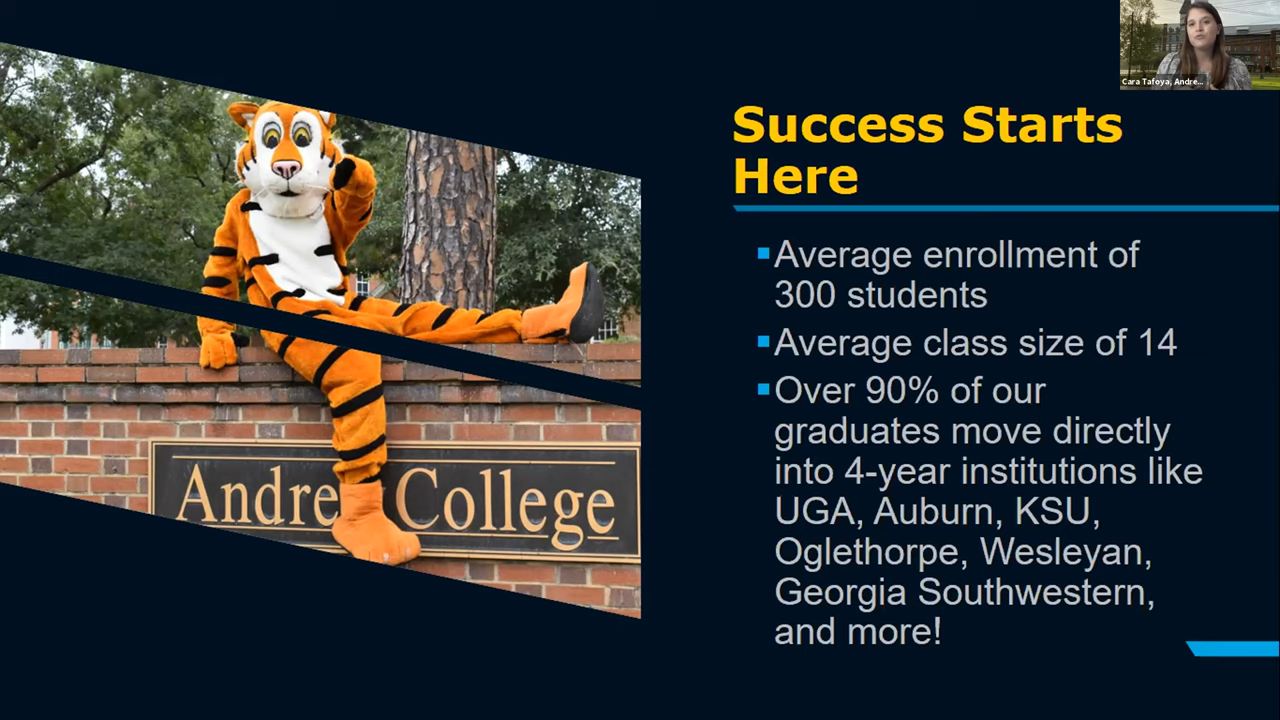 Cara Tafoya, Andre...
Success Starts
Here
Average enrollment of
300 students
Average class size of 14
Over 90% of our
graduates move directly
into 4-year institutions like
UGA, Auburn, KSU,
Oglethorpe, Wesleyan,
Georgia Southwestern,
and more!
Andre College